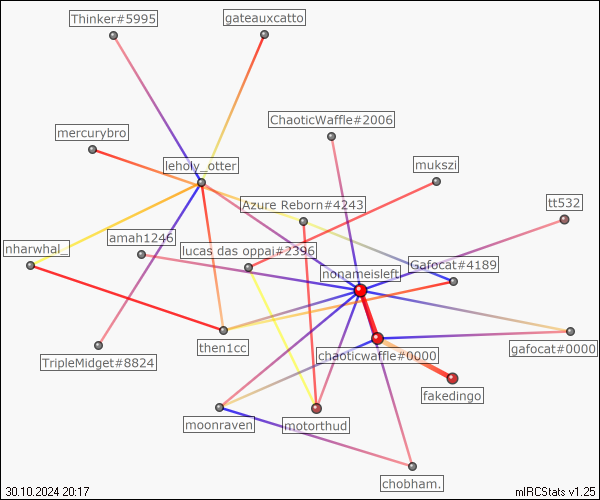 Thinker#5995
gateauxcatto
ChaoticWaffle#2006
mercurybro
mukszi
leholy_otter
Azure Reborn#4243
tt532
amah1246
nharwhal_
lucas das oppai#2396
Gafocat#4189
nonameisleft
then1cc
gafocat#0000
chaoticwaffle#0000
TripleMidget#8824
fakedingo
moonraven
motorthud
chobham.
30.10.2024 20:17
mIRCStats v1.25